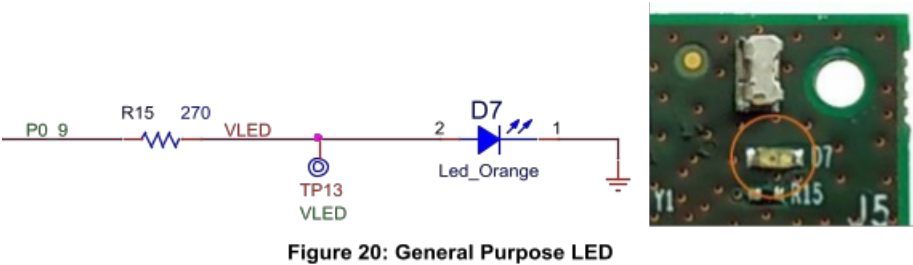 R15 270
P0_9
VLED
D7
2
1
Led_Orange
TP13
VLED
D7
R15
Y1
J5
Figure 20: General Purpose LED